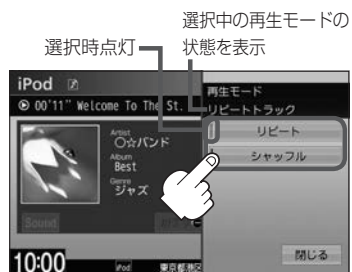 選択中の再生モードの
選択時点灯
状態を表示
iPod
再生モード
00'11" Welcome To The St.
リピートトラック
Artist
○☆バンド
リピート
Album
Best
シャッフル
Genre
ジャズ
Sound
閉じる
10:00
iPod
東京都港区